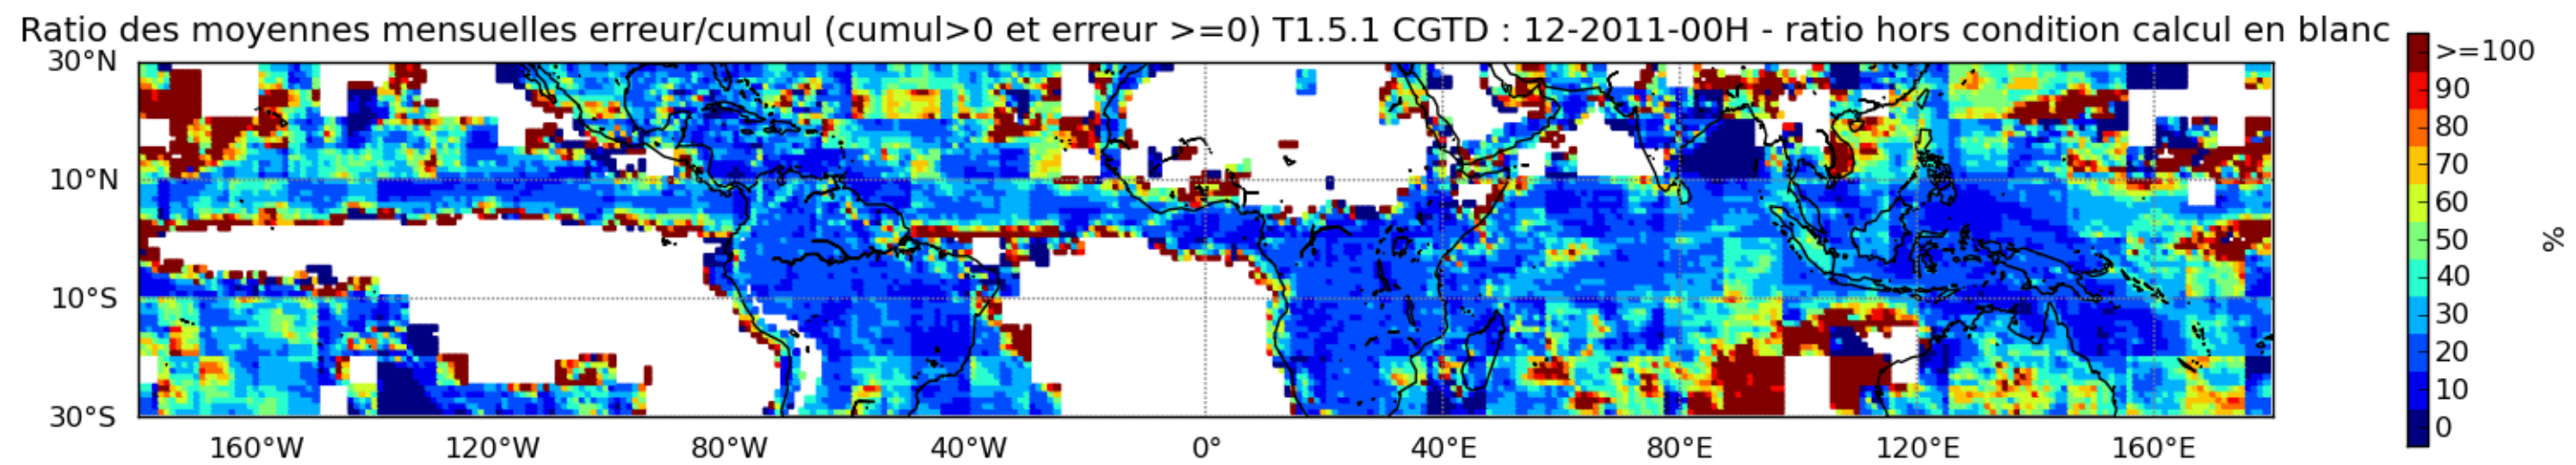 Ratio des moyennes mensuelles erreur/cumul (cumul>0 et erreur >=0) T1.5.1 CGTD : 12-2011-00H - ratio hors condition calcul en blanc
30°N
10°N
10°S
30°S
160°W 120°W 80°W 40°W 0° 40°E 80°E 120°E 160°E
>=100
90
80
70
60
50
40
30
20
10
0
%